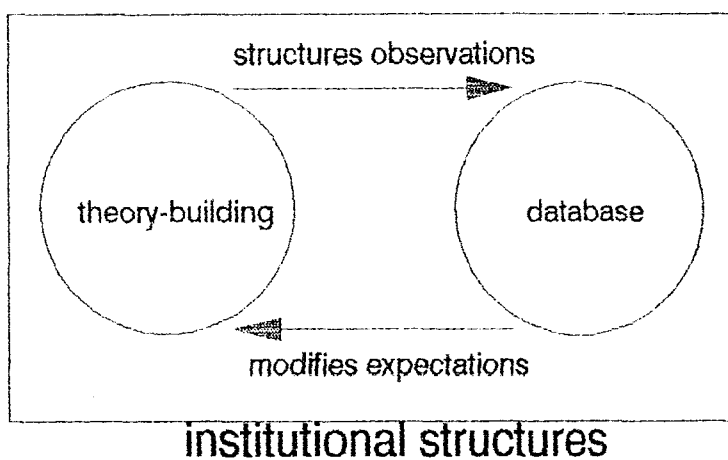 structures observations
theory-building
database
modifies expectations
institutional structures